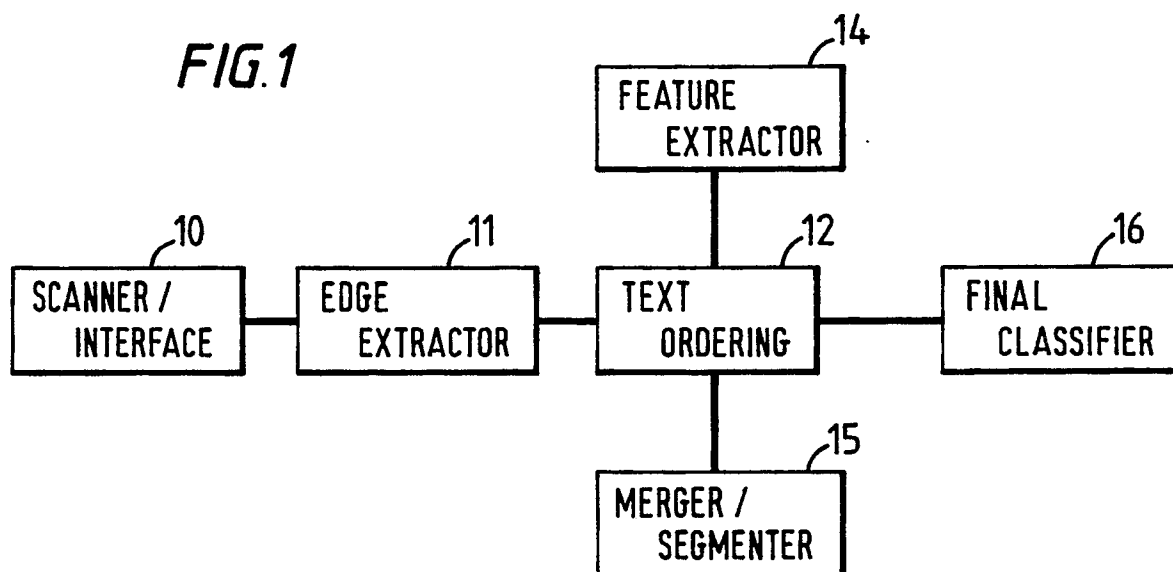 FIG.1
14
FEATURE
EXTRACTOR
10
SCANNER /
INTERFACE
11
EDGE
EXTRACTOR
12
TEXT
ORDERING
16
FINAL
CLASSIFIER
15
MERGER /
SEGMENTER